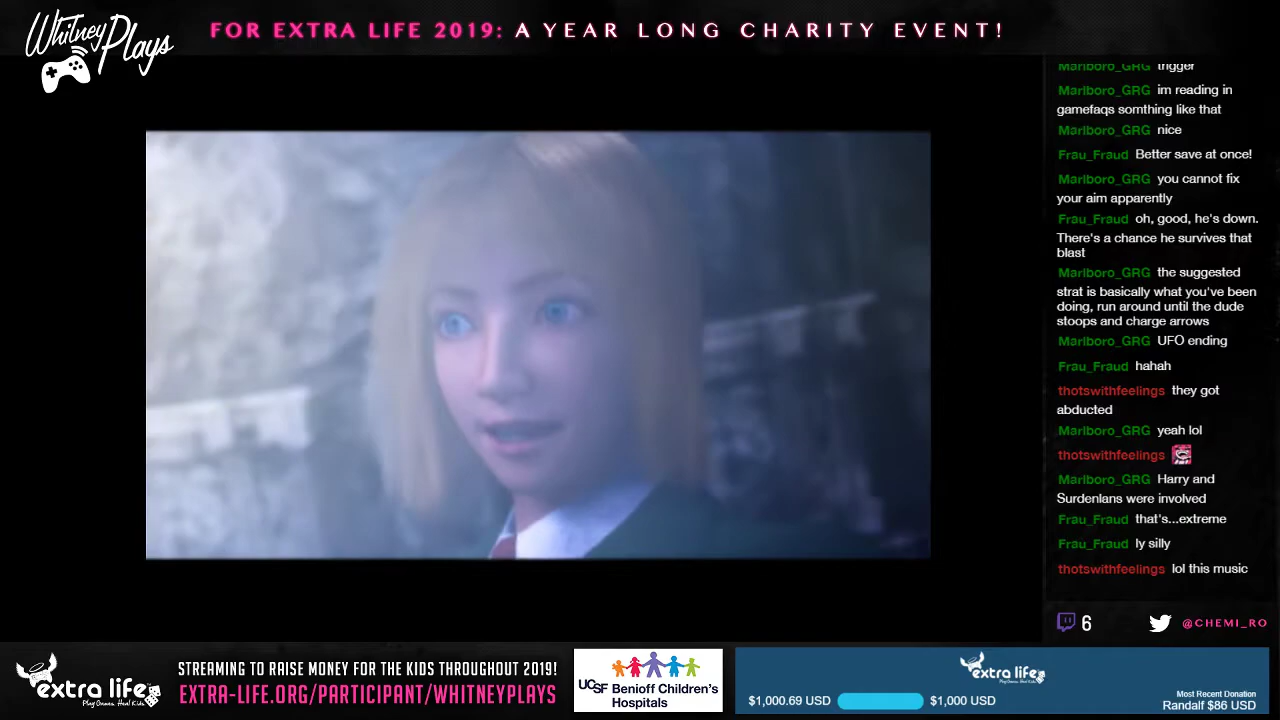 Whitney Plays
FOR EXTRA LIFE 2019: A YEAR LONG CHARITY EVENT!
Marlboro_GRG trigger
Marlboro_GRG im reading in
gamefaqs somthing like that
Marlboro_GRG nice
Frau_Fraud Better save at once!
Marlboro_GRG you cannot fix
your aim apparently
Frau_Fraud oh, good, he's down.
There's a chance he survives that
blast
Marlboro_GRG the suggested
strat is basically what you've been
doing, run around until the dude
stoops and charge arrows
Marlboro_GRG UFO ending
Frau_Fraud hahah
thotswithfeelings they got
abducted
Marlboro_GRG yeah lol
thotswithfeelings
Marlboro_GRG Harry and
Surdenlans were involved
Frau_Fraud that's...extreme
Frau_Fraud ly silly
thotswithfeelings lol this music
6 @CHEMI_RO
extra life
Play Games. Heal Kids.
STREAMING TO RAISE MONEY FOR THE KIDS THROUGHOUT 2019!
EXTRA-LIFE.ORG/PARTICIPANT/WHITNEYPLAYS
UCSF Benioff Children's
Hospitals
extra life
Play Games. Heal Kids.
$1,000.69 USD $1,000 USD
Most Recent Donation
Randalf $86 USD